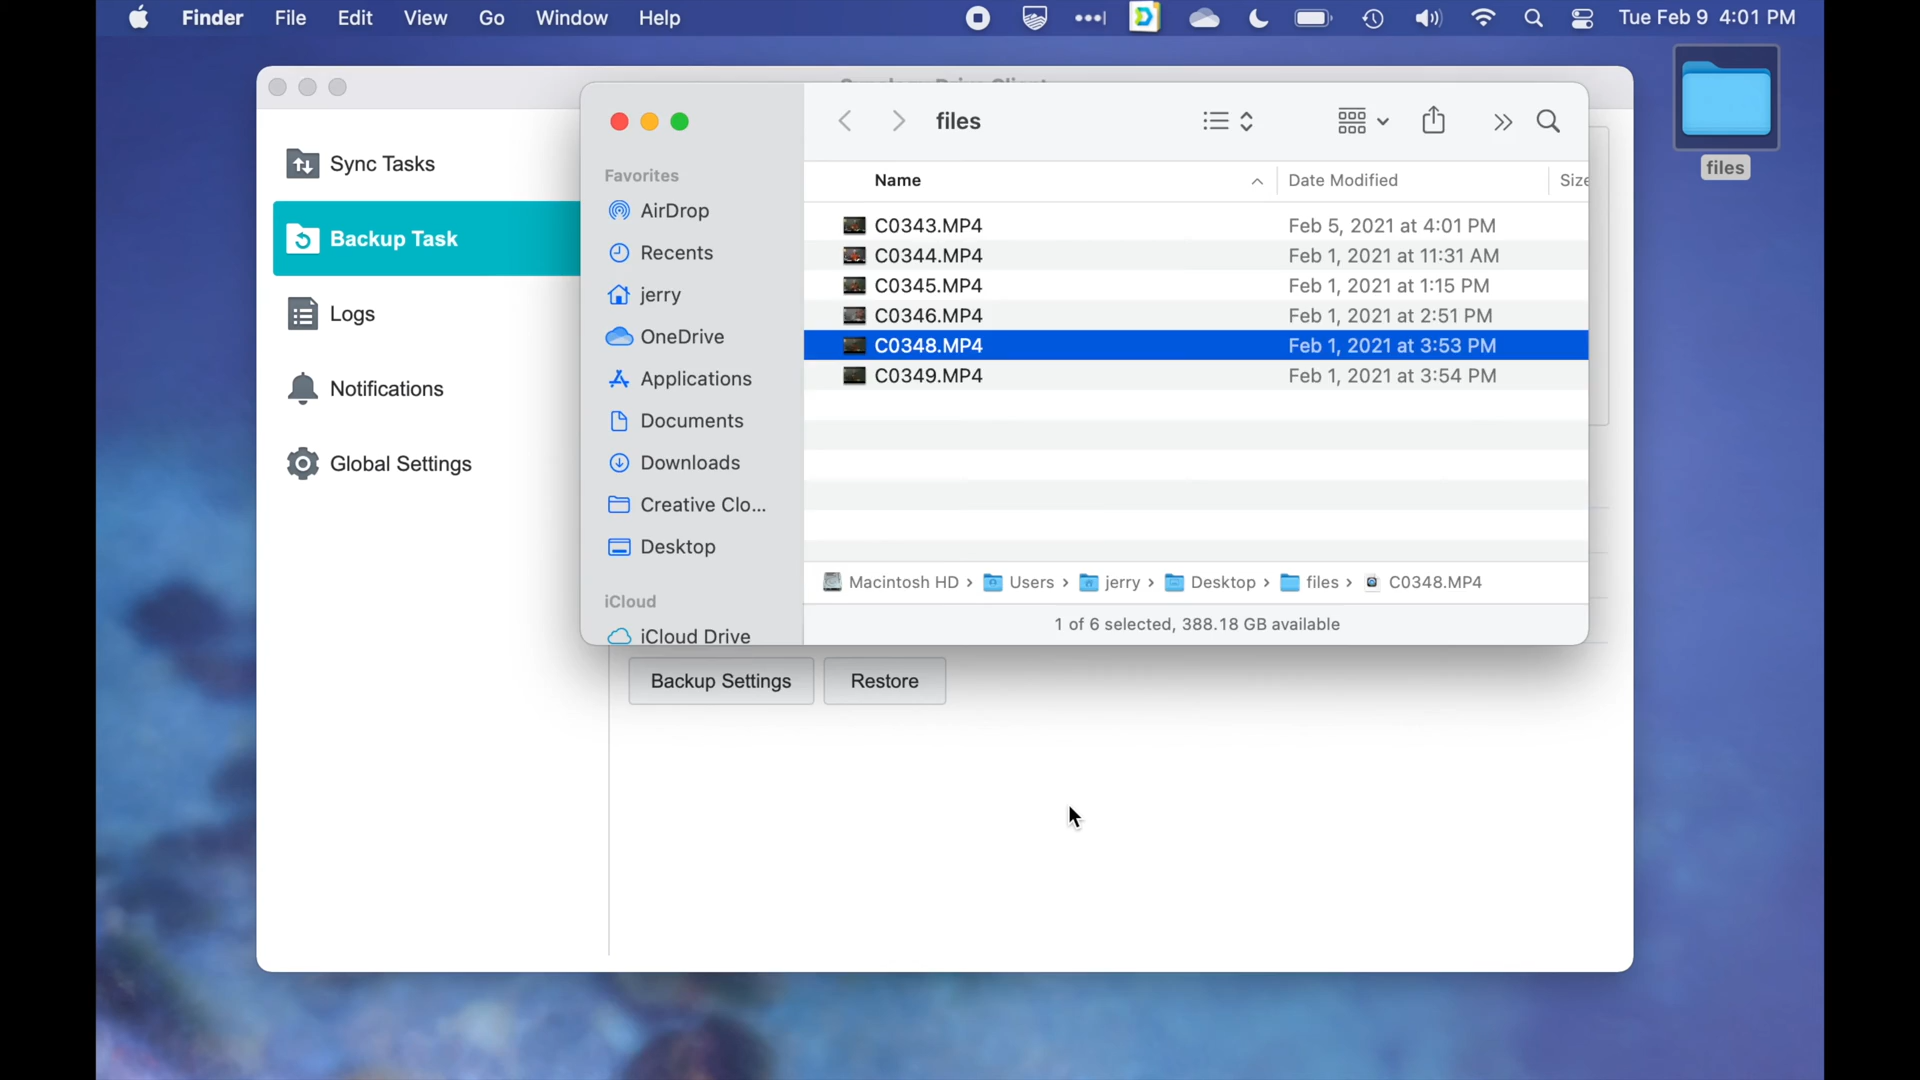 Finder File Edit View Go Window Help Tue Feb 9 4:01 PM
files
Sync Tasks
Backup Task
Logs
Notifications
Global Settings
Favorites
AirDrop
Recents
jerry
OneDrive
Applications
Documents
Downloads
Creative Clo...
Desktop
iCloud
iCloud Drive
files
Name Date Modified Size
C0343.MP4 Feb 5, 2021 at 4:01 PM
C0344.MP4 Feb 1, 2021 at 11:31 AM
C0345.MP4 Feb 1, 2021 at 1:15 PM
C0346.MP4 Feb 1, 2021 at 2:51 PM
C0348.MP4 Feb 1, 2021 at 3:53 PM
C0349.MP4 Feb 1, 2021 at 3:54 PM
Macintosh HD › Users › jerry › Desktop › files › C0348.MP4
1 of 6 selected, 388.18 GB available
Backup Settings Restore